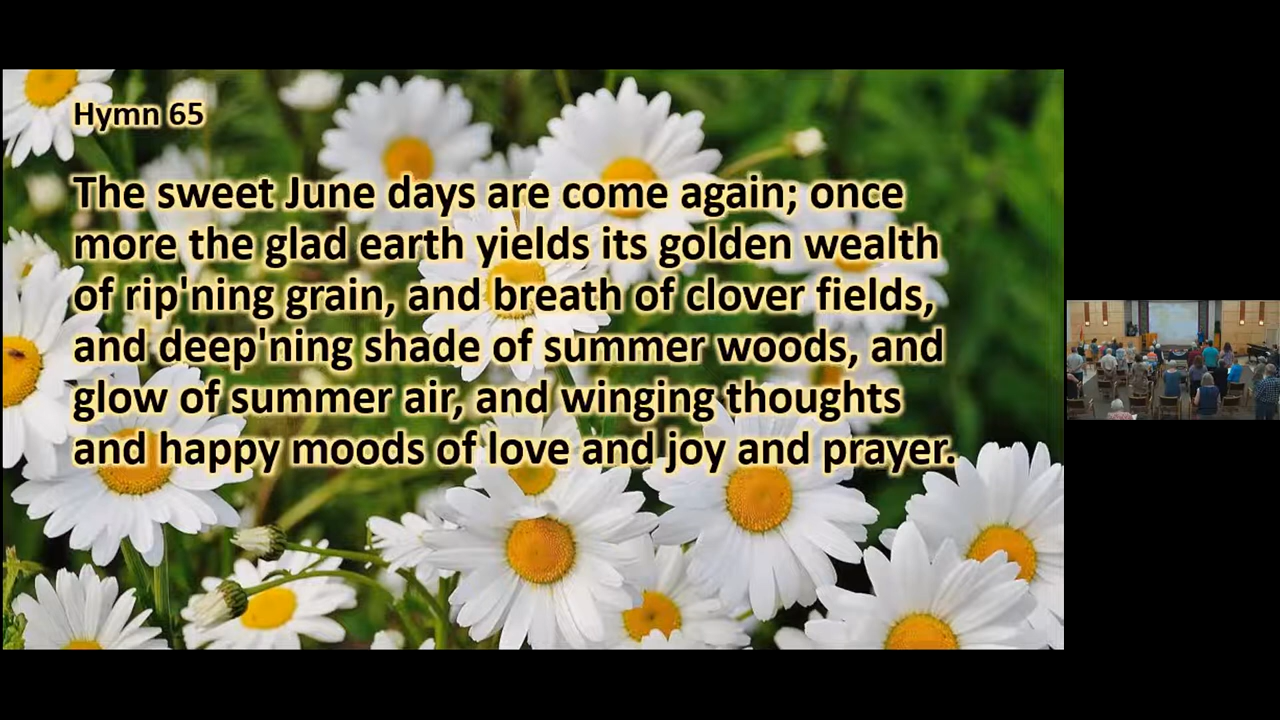 Hymn 65
The sweet June days are come again; once
more the glad earth yields its golden wealth
of rip'ning grain, and breath of clover fields,
and deep'ning shade of summer woods, and
glow of summer air, and winging thoughts
and happy moods of love and joy and prayer.